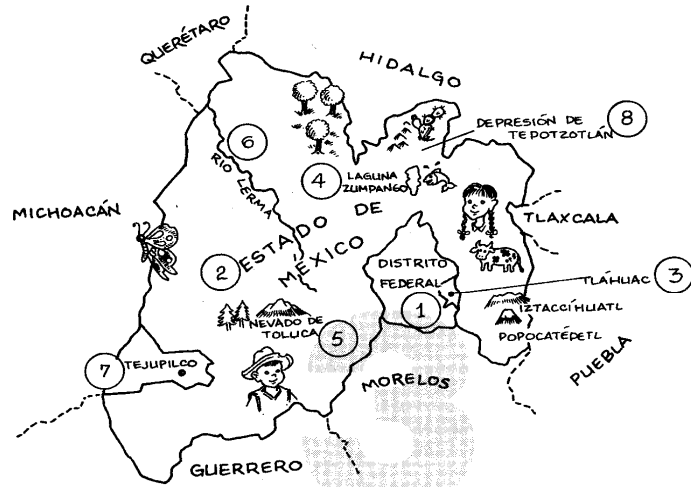 QUERÉTARO
HIDALGO
DEPRESIÓN DE
TEPOTZOTLÁN
8
6
RÍO LERMA
4
LAGUNA
ZUMPANGO
MICHOACÁN
TLAXCALA
2
ESTADO DE
MÉXICO
DISTRITO
FEDERAL
1
TLÁHUAC
3
IZTACCÍHUATL
POPOCATÉPETL
NEVADO DE
TOLUCA
5
PUEBLA
7
TEJUPILCO
MORELOS
GUERRERO